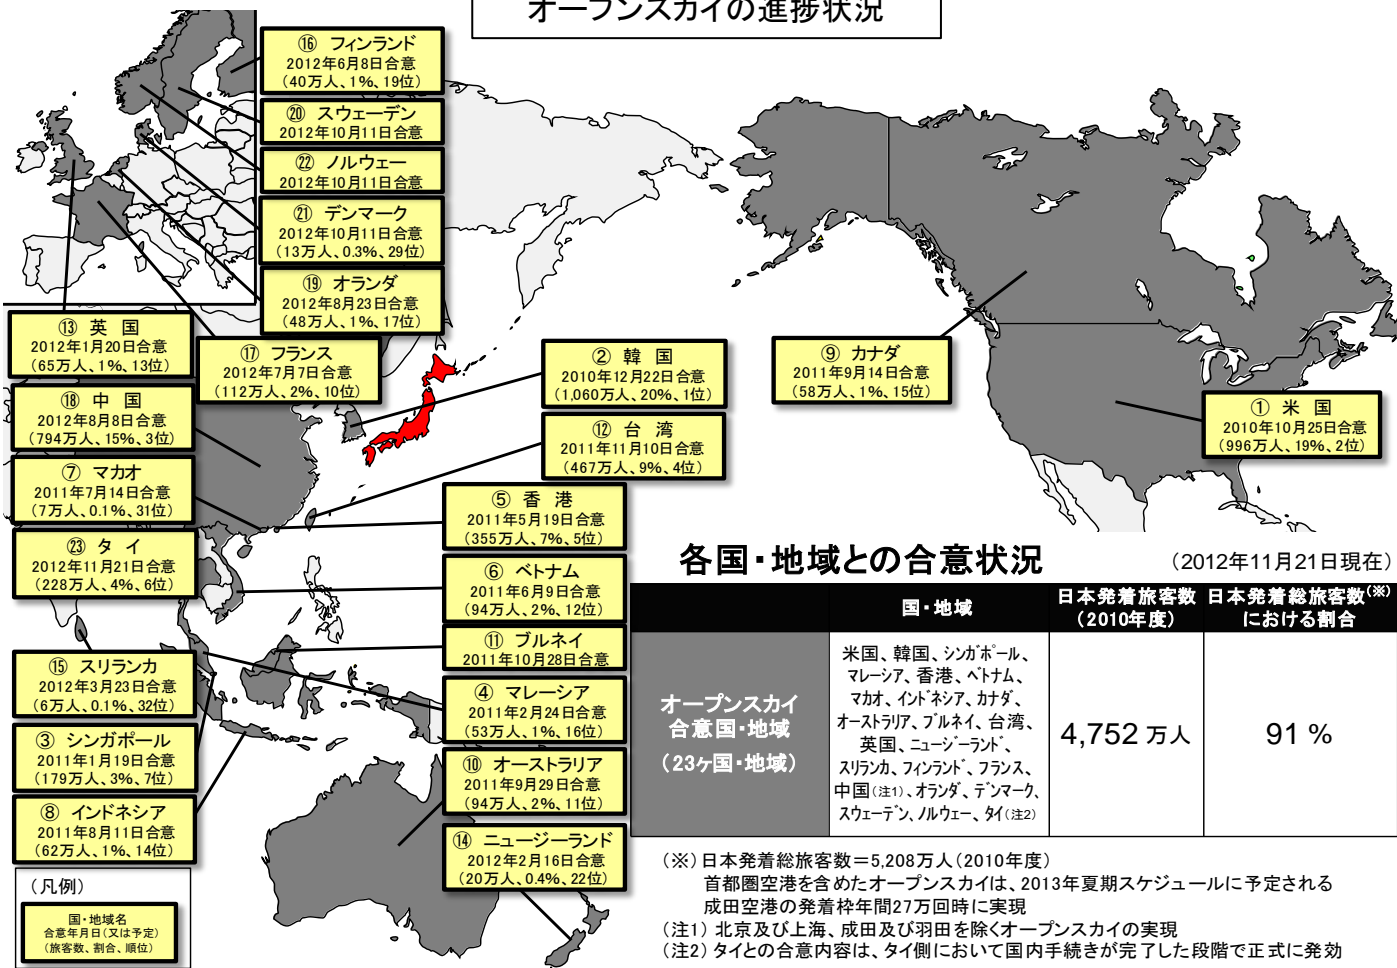 オープンスカイの進捗状況
⑯ フィンランド
2012年6月8日合意
(40万人、1%、19位)
⑳ スウェーデン
2012年10月11日合意
㉒ ノルウェー
2012年10月11日合意
㉑ デンマーク
2012年10月11日合意
(13万人、0.3%、29位)
⑲ オランダ
2012年8月23日合意
(48万人、1%、17位)
⑬ 英 国
2012年1月20日合意
(65万人、1%、13位)
⑰ フランス
2012年7月7日合意
(112万人、2%、10位)
② 韓 国
2010年12月22日合意
(1,060万人、20%、1位)
⑨ カナダ
2011年9月14日合意
(58万人、1%、15位)
① 米 国
2010年10月25日合意
(996万人、19%、2位)
⑱ 中 国
2012年8月8日合意
(794万人、15%、3位)
⑫ 台 湾
2011年11月10日合意
(467万人、9%、4位)
⑦ マカオ
2011年7月14日合意
(7万人、0.1%、31位)
⑤ 香 港
2011年5月19日合意
(355万人、7%、5位)
㉓ タ イ
2012年11月21日合意
(228万人、4%、6位)
⑥ ベトナム
2011年6月9日合意
(94万人、2%、12位)
⑪ ブルネイ
2011年10月28日合意
⑮ スリランカ
2012年3月23日合意
(6万人、0.1%、32位)
④ マレーシア
2011年2月24日合意
(53万人、1%、16位)
③ シンガポール
2011年1月19日合意
(179万人、3%、7位)
⑩ オーストラリア
2011年9月29日合意
(94万人、2%、11位)
⑧ インドネシア
2011年8月11日合意
(62万人、1%、14位)
⑭ ニュージーランド
2012年2月16日合意
(20万人、0.4%、22位)
(凡例)
国・地域名
合意年月日(又は予定)
(旅客数、割合、順位)
各国・地域との合意状況
(2012年11月21日現在)
国・地域
日本発着旅客数
(2010年度)
日本発着総旅客数(※)
における割合
オープンスカイ
合意国・地域
(23ヶ国・地域)
米国、韓国、シンガポール、
マレーシア、香港、ベトナム、
マカオ、インドネシア、カナダ、
オーストラリア、ブルネイ、台湾、
英国、ニュージーランド、
スリランカ、フィンランド、フランス、
中国(注1)、オランダ、デンマーク、
スウェーデン、ノルウェー、タイ(注2)
4,752 万人
91 %
(※)日本発着総旅客数=5,208万人(2010年度)
首都圏空港を含めたオープンスカイは、2013年夏期スケジュールに予定される
成田空港の発着枠年間27万回時に実現
(注1) 北京及び上海、成田及び羽田を除くオープンスカイの実現
(注2) タイとの合意内容は、タイ側において国内手続きが完了した段階で正式に発効